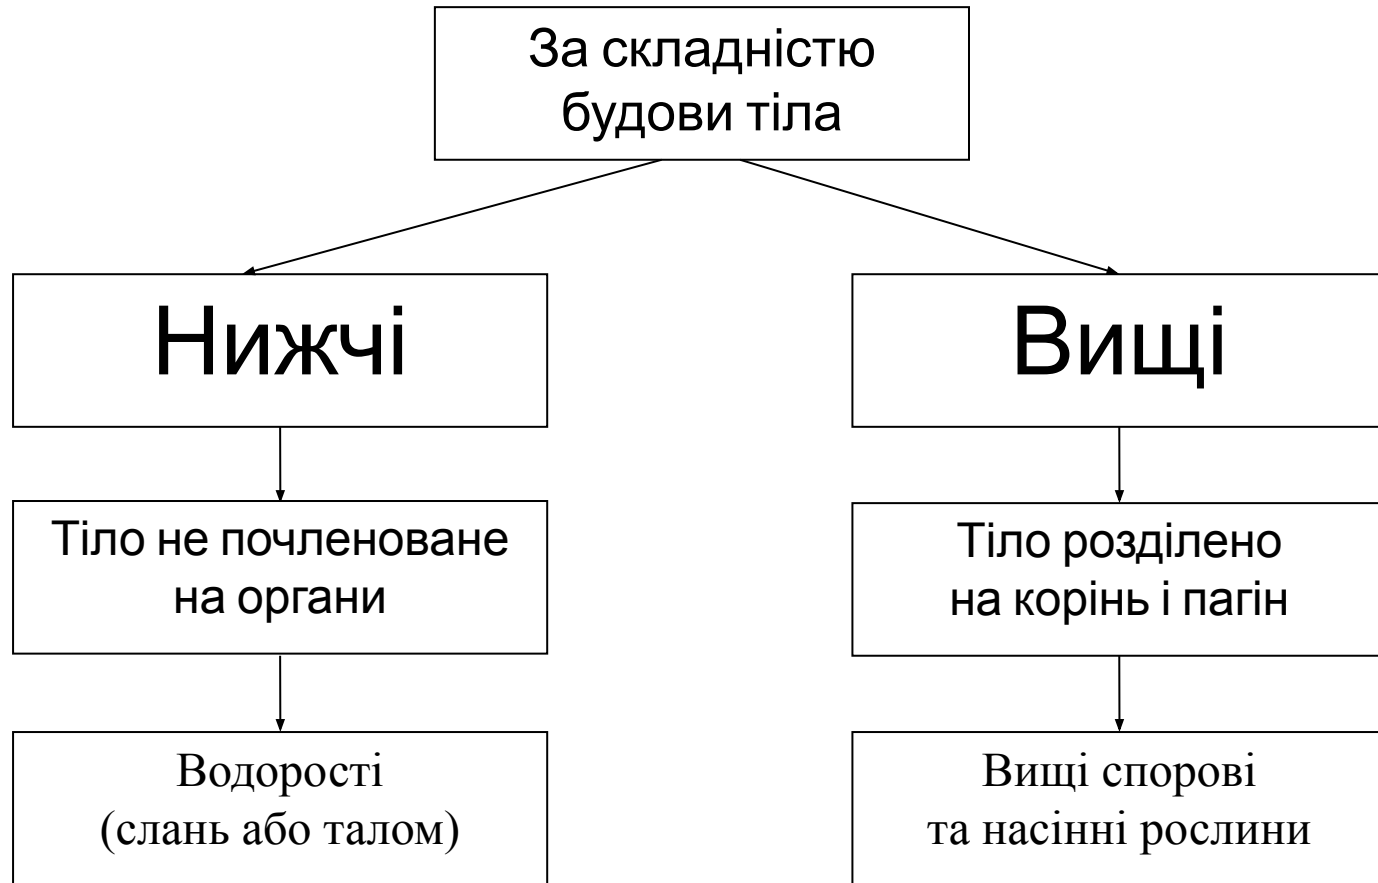 За складністю
будови тіла
Нижчі
Вищі
Тіло не почленоване
на органи
Тіло розділено
на корінь і пагін
Водорості
(слань або талом)
Вищі спорові
та насінні рослини